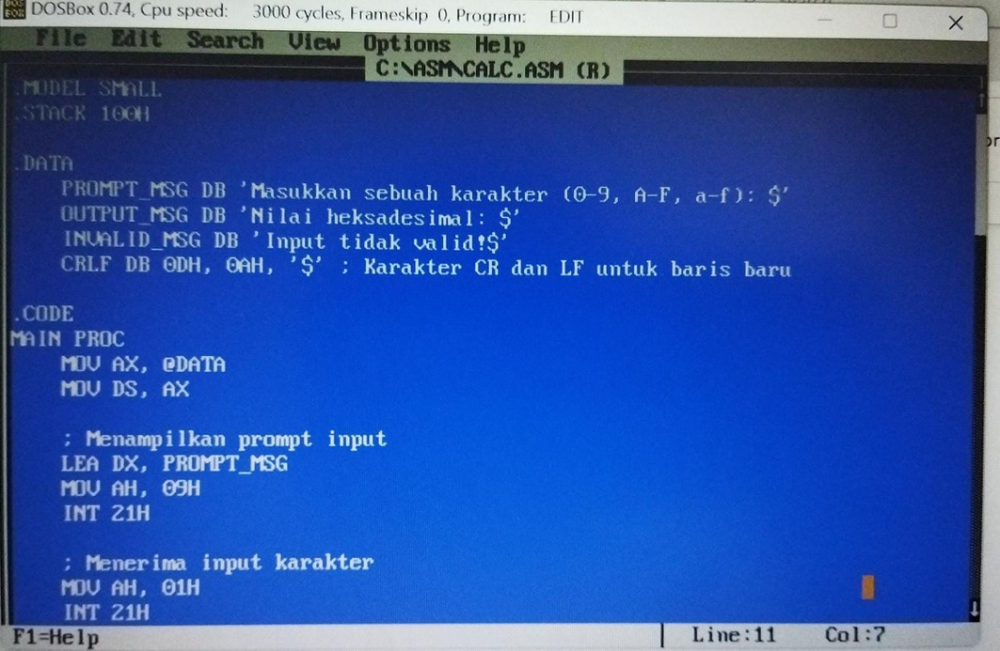 DOSBox 0.74, Cpu speed: 3000 cycles, Frameskip 0, Program: EDIT
File Edit Search View Options Help
C:\ASM\CALC.ASM (R)
.MODEL SMALL
.STACK 100H
.DATA
PROMPT_MSG DB 'Masukkan sebuah karakter (0-9, A-F, a-f): $'
OUTPUT_MSG DB 'Nilai heksadesimal: $'
INVALID_MSG DB 'Input tidak valid!$'
CRLF DB 0DH, 0AH, '$' ; Karakter CR dan LF untuk baris baru
.CODE
MAIN PROC
MOV AX, @DATA
MOV DS, AX
; Menampilkan prompt input
LEA DX, PROMPT_MSG
MOV AH, 09H
INT 21H
; Menerima input karakter
MOV AH, 01H
INT 21H
F1=Help
Line:11 Col:7